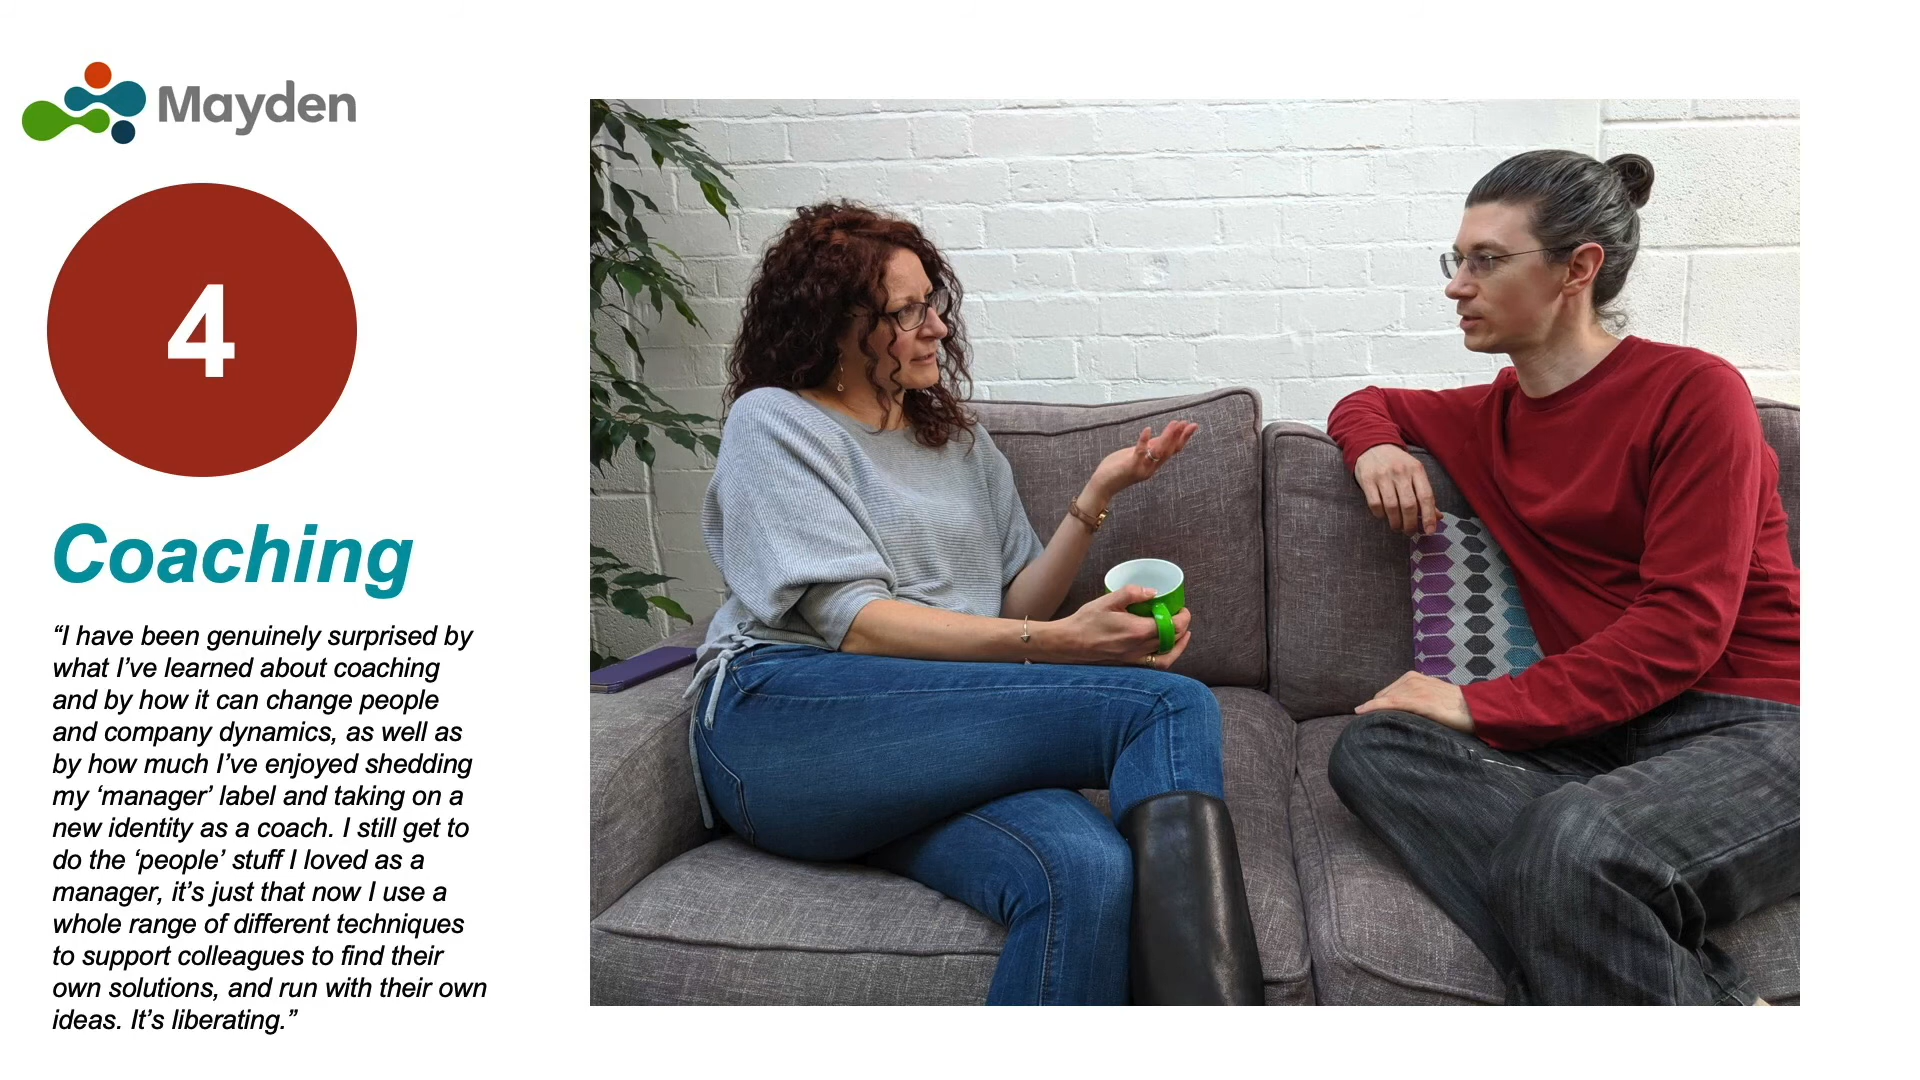 Mayden
4
Coaching
“I have been genuinely surprised by
what I’ve learned about coaching
and by how it can change people
and company dynamics, as well as
by how much I’ve enjoyed shedding
my ‘manager’ label and taking on a
new identity as a coach. I still get to
do the ‘people’ stuff I loved as a
manager, it’s just that now I use a
whole range of different techniques
to support colleagues to find their
own solutions, and run with their own
ideas. It’s liberating.”